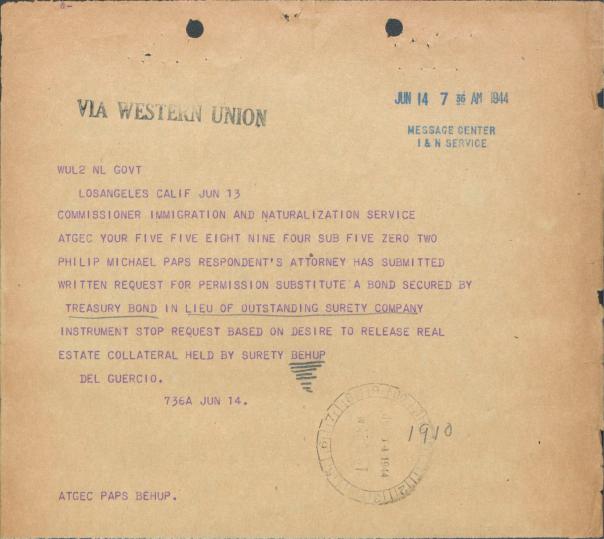 VIA WESTERN UNION
JUN 14 7 36 AM 1944
MESSAGE CENTER
I & N SERVICE
WUL2 NL GOVT
LOSANGELES CALIF JUN 13
COMMISSIONER IMMIGRATION AND NATURALIZATION SERVICE
ATGEC YOUR FIVE FIVE EIGHT NINE FOUR SUB FIVE ZERO TWO
PHILIP MICHAEL PAPS RESPONDENT'S ATTORNEY HAS SUBMITTED
WRITTEN REQUEST FOR PERMISSION SUBSTITUTE A BOND SECURED BY
TREASURY BOND IN LIEU OF OUTSTANDING SURETY COMPANY
INSTRUMENT STOP REQUEST BASED ON DESIRE TO RELEASE REAL
ESTATE COLLATERAL HELD BY SURETY BEHUP
DEL GUERCIO.
736A JUN 14.
1910
ATGEC PAPS BEHUP.